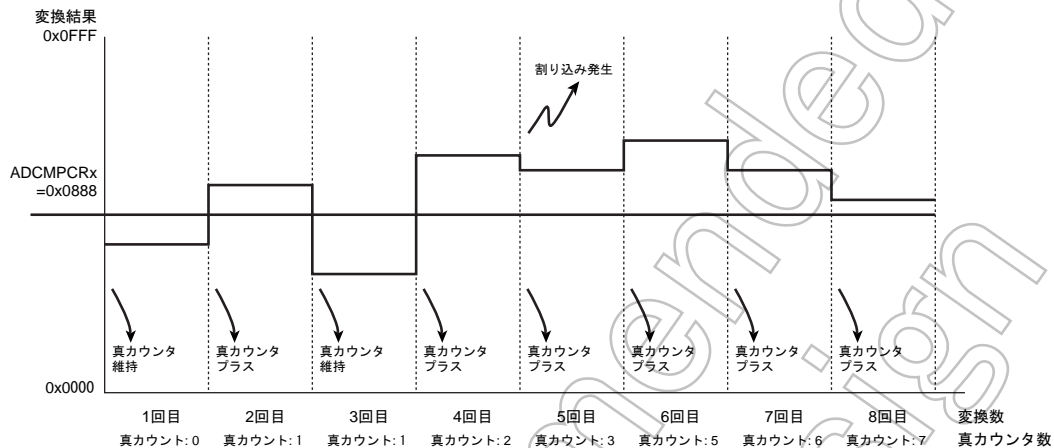 変換結果
0x0FFF
割り込み発生
ADCMPCRx
=0x0888
真カウンタ
維持
真カウンタ
プラス
真カウンタ
維持
真カウンタ
プラス
真カウンタ
プラス
真カウンタ
プラス
真カウンタ
プラス
真カウンタ
プラス
0x0000
1回目 2回目 3回目 4回目 5回目 6回目 7回目 8回目 変換数
真カウント: 0 真カウント: 1 真カウント: 1 真カウント: 2 真カウント: 3 真カウント: 5 真カウント: 6 真カウント: 7 真カウンタ数
mended
sign